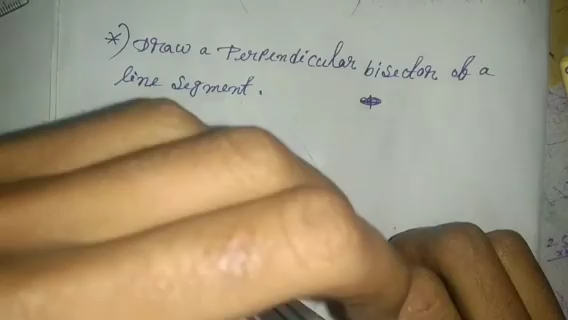 *) Draw a Perpendicular bisector of a
line segment.